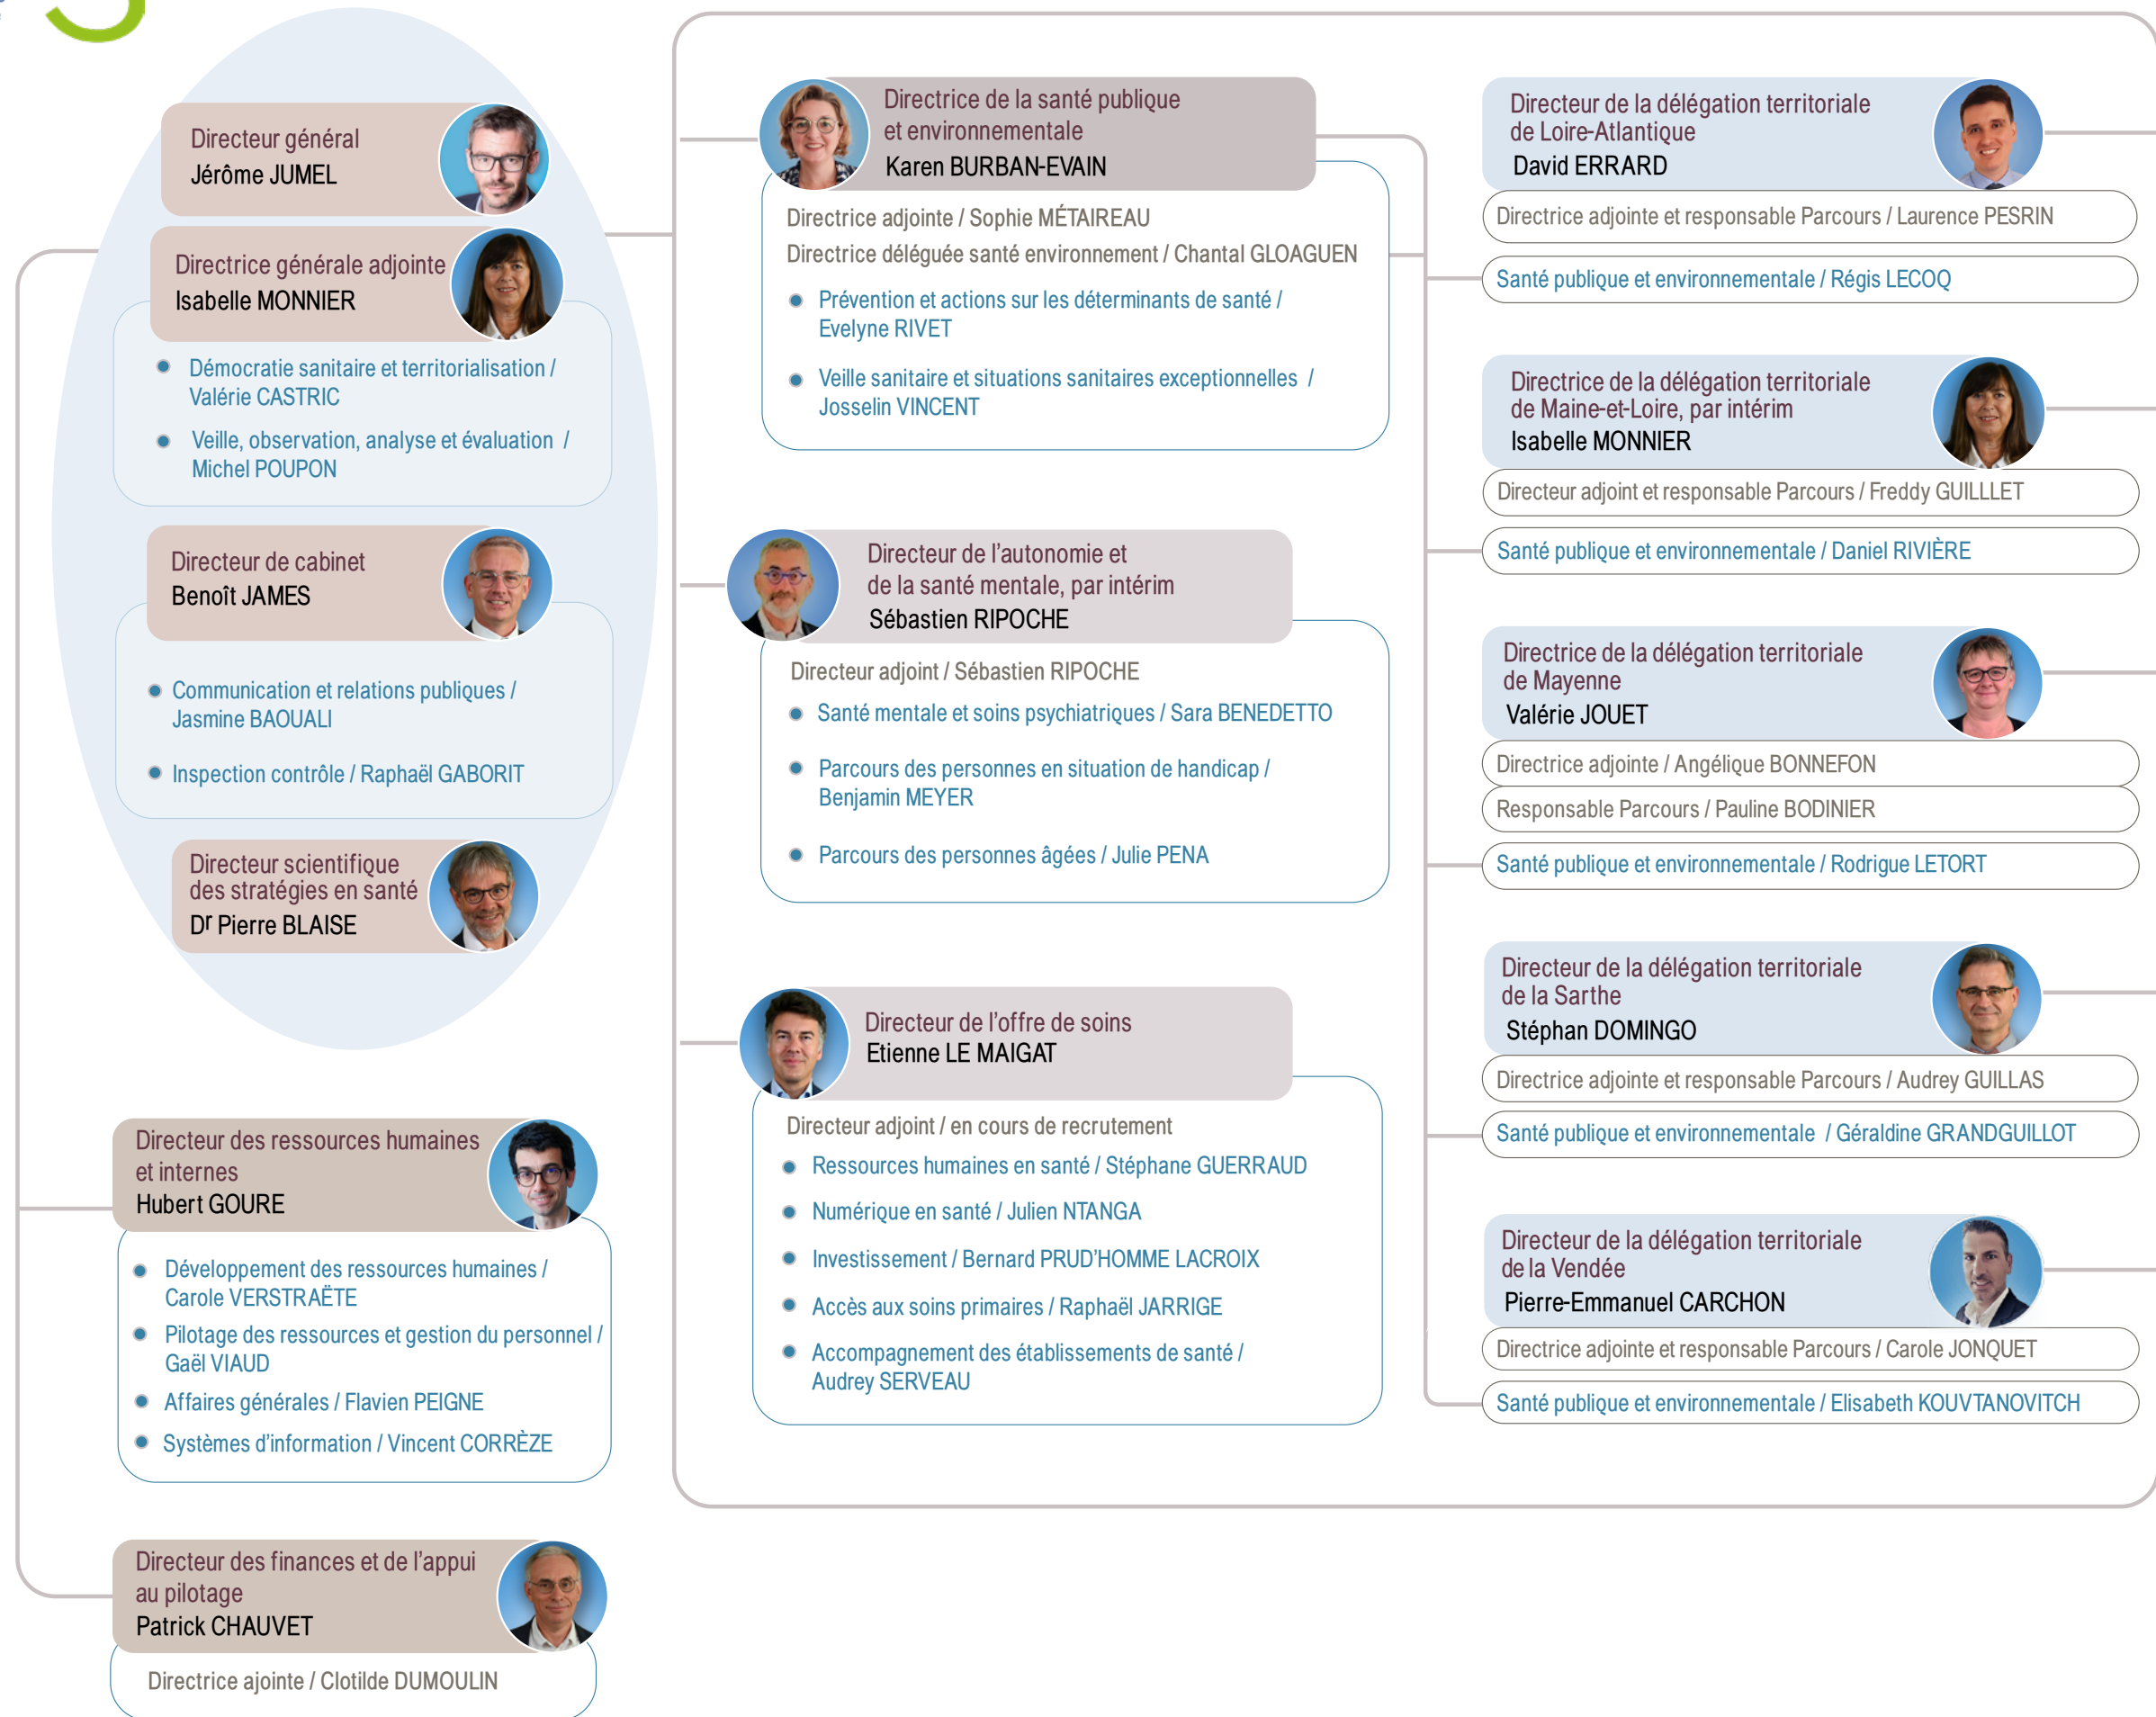 Directeur général
Jérôme JUMEL
Directrice générale adjointe
Isabelle MONNIER
Démocratie sanitaire et territorialisation /
Valérie CASTRIC
Veille, observation, analyse et évaluation /
Michel POUPON
Directeur de cabinet
Benoît JAMES
Communication et relations publiques /
Jasmine BAOUALI
Inspection contrôle / Raphaël GABORIT
Directeur scientifique
des stratégies en santé
Dr Pierre BLAISE
Directeur des ressources humaines
et internes
Hubert GOURE
Développement des ressources humaines /
Carole VERSTRAËTE
Pilotage des ressources et gestion du personnel /
Gaël VIAUD
Affaires générales / Flavien PEIGNE
Systèmes d'information / Vincent CORRÈZE
Directeur des finances et de l'appui
au pilotage
Patrick CHAUVET
Directrice ajointe / Clotilde DUMOULIN
Directrice de la santé publique
et environnementale
Karen BURBAN-EVAIN
Directrice adjointe / Sophie MÉTAIREAU
Directrice déléguée santé environnement / Chantal GLOAGUEN
Prévention et actions sur les déterminants de santé /
Evelyne RIVET
Veille sanitaire et situations sanitaires exceptionnelles /
Josselin VINCENT
Directeur de l'autonomie et
de la santé mentale, par intérim
Sébastien RIPOCHE
Directeur adjoint / Sébastien RIPOCHE
Santé mentale et soins psychiatriques / Sara BENEDETTO
Parcours des personnes en situation de handicap /
Benjamin MEYER
Parcours des personnes âgées / Julie PENA
Directeur de l'offre de soins
Etienne LE MAIGAT
Directeur adjoint / en cours de recrutement
Ressources humaines en santé / Stéphane GUERRAUD
Numérique en santé / Julien NTANGA
Investissement / Bernard PRUD'HOMME LACROIX
Accès aux soins primaires / Raphaël JARRIGE
Accompagnement des établissements de santé /
Audrey SERVEAU
Directeur de la délégation territoriale
de Loire-Atlantique
David ERRARD
Directrice adjointe et responsable Parcours / Laurence PESRIN
Santé publique et environnementale / Régis LECOQ
Directrice de la délégation territoriale
de Maine-et-Loire, par intérim
Isabelle MONNIER
Directeur adjoint et responsable Parcours / Freddy GUILLLET
Santé publique et environnementale / Daniel RIVIÈRE
Directrice de la délégation territoriale
de Mayenne
Valérie JOUET
Directrice adjointe / Angélique BONNEFON
Responsable Parcours / Pauline BODINIER
Santé publique et environnementale / Rodrigue LETORT
Directeur de la délégation territoriale
de la Sarthe
Stéphan DOMINGO
Directrice adjointe et responsable Parcours / Audrey GUILLAS
Santé publique et environnementale / Géraldine GRANDGUILLOT
Directeur de la délégation territoriale
de la Vendée
Pierre-Emmanuel CARCHON
Directrice adjointe et responsable Parcours / Carole JONQUET
Santé publique et environnementale / Elisabeth KOUVTANOVITCH